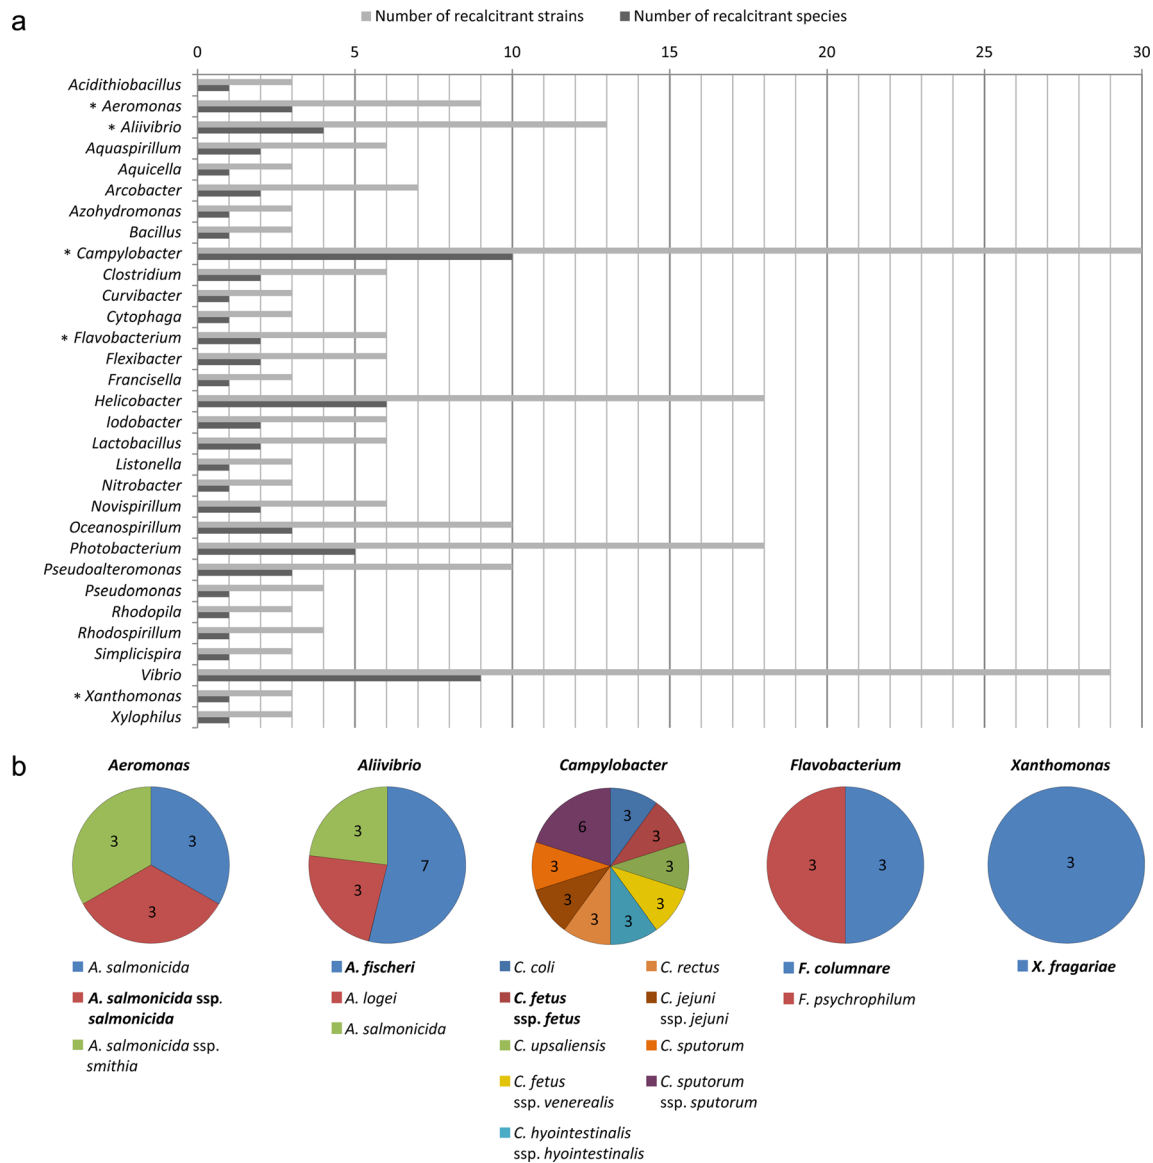 a
Number of recalcitrant strains
Number of recalcitrant species
0 5 10 15 20 25 30
Acidithiobacillus
* Aeromonas
* Aliivibrio
Aquaspirillum
Aquicella
Arcobacter
Azohydromonas
Bacillus
* Campylobacter
Clostridium
Curvibacter
Cytophaga
* Flavobacterium
Flexibacter
Francisella
Helicobacter
Iodobacter
Lactobacillus
Listonella
Nitrobacter
Novispirillum
Oceanospirillum
Photobacterium
Pseudoalteromonas
Pseudomonas
Rhodopila
Rhodospirillum
Simplicispira
Vibrio
* Xanthomonas
Xylophilus
b
Aeromonas
3
3
3
A. salmonicida
A. salmonicida ssp.
salmonicida
A. salmonicida ssp.
smithia
Aliivibrio
7
3
3
A. fischeri
A. logei
A. salmonicida
Campylobacter
3
3
3
3
3
3
3
3
6
C. coli
C. fetus
ssp. fetus
C. upsaliensis
C. fetus
ssp. venerealis
C. hyointestinalis
ssp. hyointestinalis
C. rectus
C. jejuni
ssp. jejuni
C. sputorum
C. sputorum
ssp. sputorum
Flavobacterium
3
3
F. columnare
F. psychrophilum
Xanthomonas
3
X. fragariae